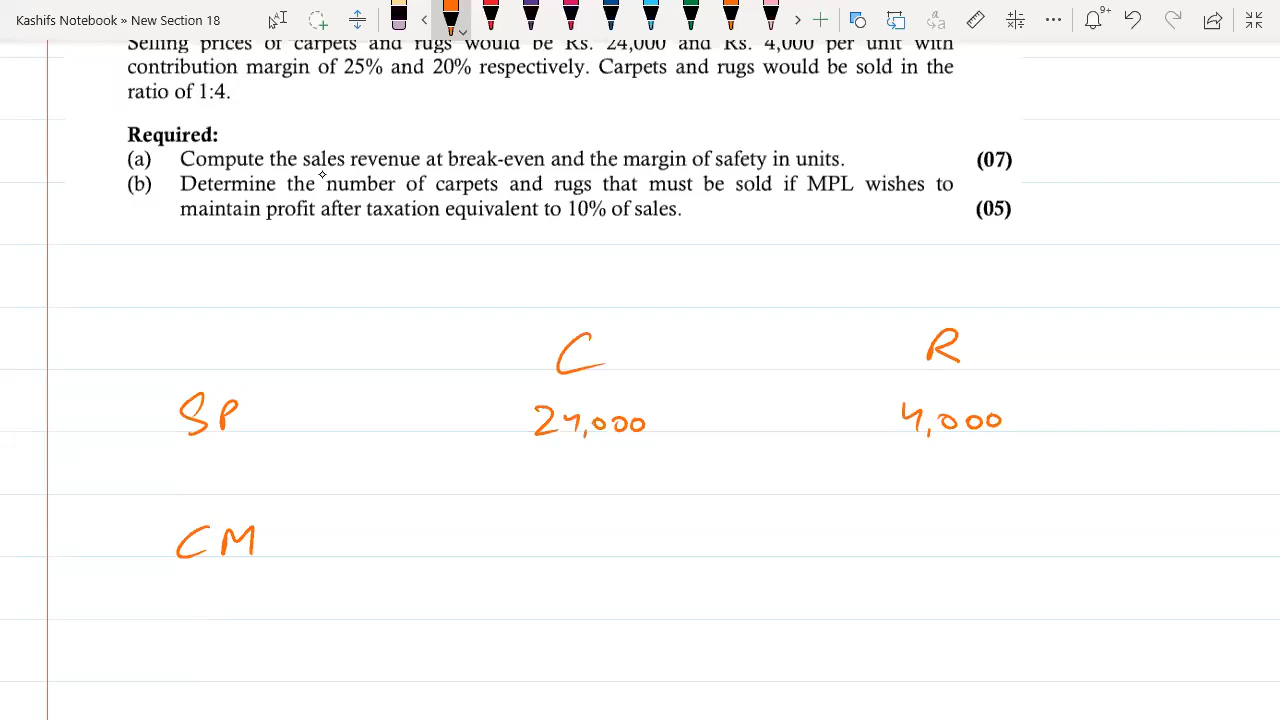 Kashifs Notebook » New Section 18
9+
Selling prices of carpets and rugs would be Rs. 24,000 and Rs. 4,000 per unit with
contribution margin of 25% and 20% respectively. Carpets and rugs would be sold in the
ratio of 1:4.
Required:
(a) Compute the sales revenue at break-even and the margin of safety in units. (07)
(b) Determine the number of carpets and rugs that must be sold if MPL wishes to
maintain profit after taxation equivalent to 10% of sales. (05)
C R
SP 24,000 4,000
CM